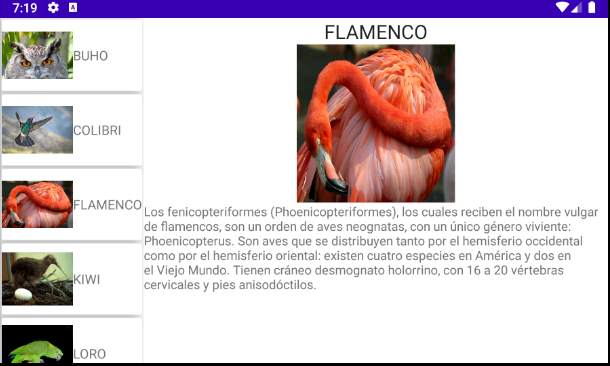 7:19
BUHO
COLIBRI
FLAMENCO
KIWI
LORO
FLAMENCO
Los fenicopteriformes (Phoenicopteriformes), los cuales reciben el nombre vulgar
de flamencos, son un orden de aves neognatas, con un único género viviente:
Phoenicopterus. Son aves que se distribuyen tanto por el hemisferio occidental
como por el hemisferio oriental: existen cuatro especies en América y dos en
el Viejo Mundo. Tienen cráneo desmognato holorrino, con 16 a 20 vértebras
cervicales y pies anisodóctilos.